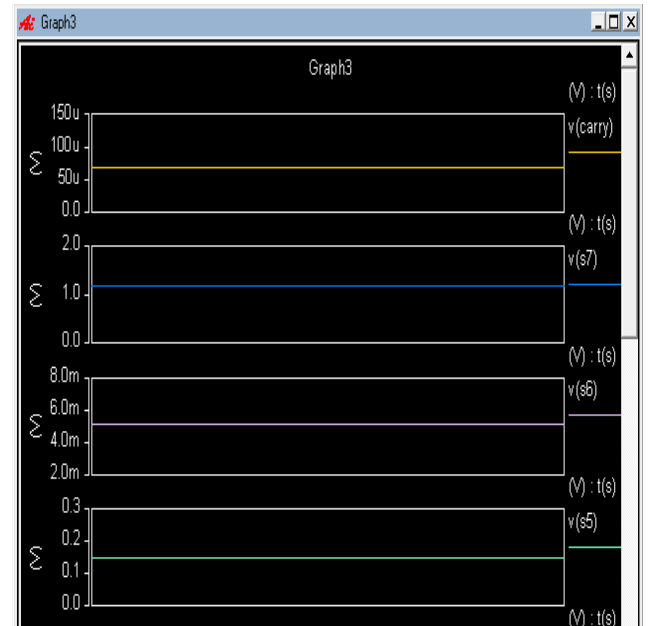 Graph3
Graph3
(V) : t(s)
v(carry)
150u
100u
50u
0.0
(V)
(V) : t(s)
v(s7)
2.0
1.0
0.0
(V)
(V) : t(s)
v(s6)
8.0m
6.0m
4.0m
2.0m
(V)
(V) : t(s)
v(s5)
0.3
0.2
0.1
0.0
(V)
(V) : t(s)